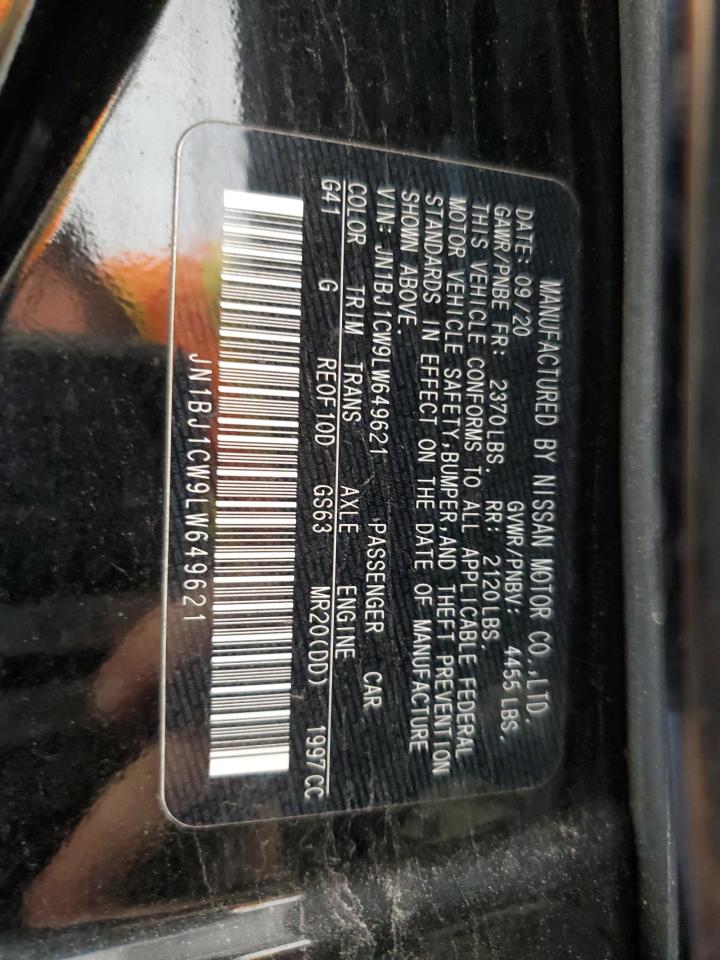 MANUFACTURED BY NISSAN MOTOR CO.,LTD.
DATE: 09/20 GVWR/PNBV: 4455 LBS.
GAWR/PNBE FR: 2370LBS. RR: 2120LBS.
THIS VEHICLE CONFORMS TO ALL APPLICABLE FEDERAL
MOTOR VEHICLE SAFETY,BUMPER,AND THEFT PREVENTION
STANDARDS IN EFFECT ON THE DATE OF MANUFACTURE
SHOWN ABOVE.
VIN: JN1BJ1CW9LW649621 PASSENGER CAR
COLOR TRIM TRANS AXLE ENGINE
G41 G RE0F10D GS63 MR20(DD) 1997CC
JN1BJ1CW9LW649621